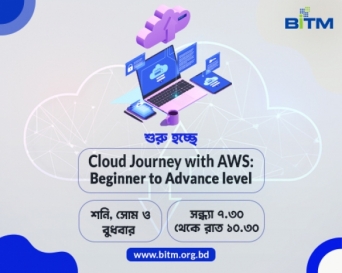 BITM
শুরু হচ্ছে
Cloud Journey with AWS:
Beginner to Advance level
শনি, সোম ও
বুধবার
সন্ধ্যা ৭.৩০
থেকে রাত ১০.৩০
www.bitm.org.bd